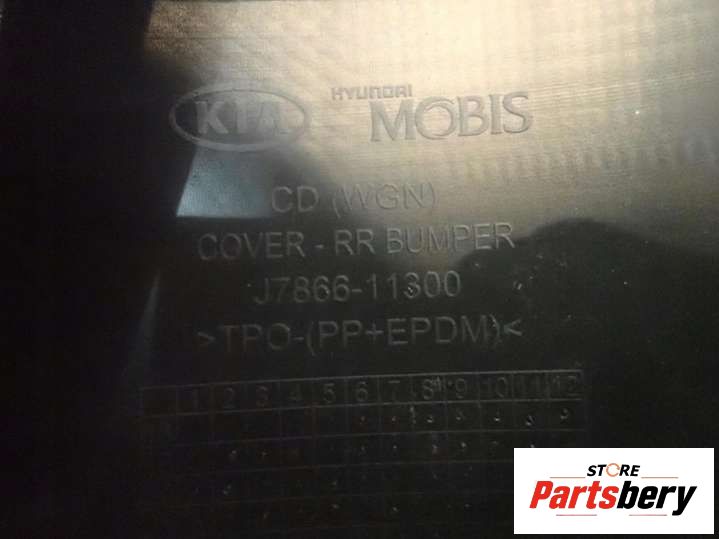 KIA HYUNDAI MOBIS
CD (WGN)
COVER - RR BUMPER
J7866-11300
>TPO-(PP+EPDM)<
1 2 3 4 5 6 7 8 9 10 11 12
STORE
Partsbery